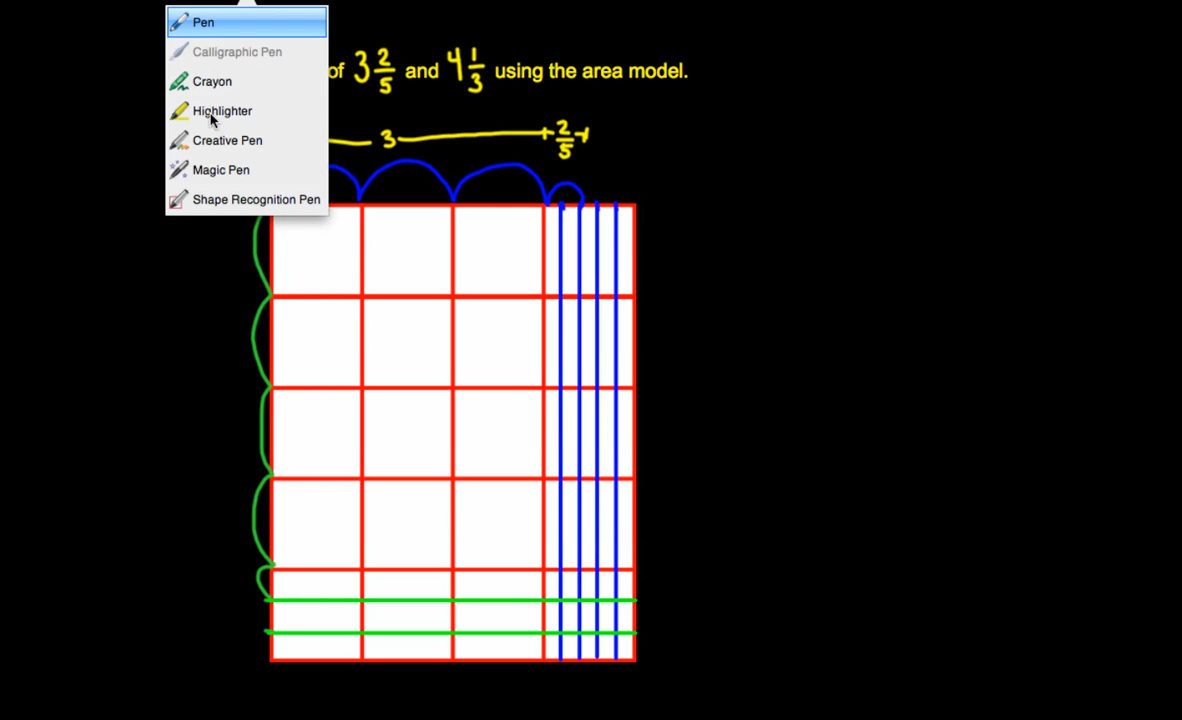 Pen
Calligraphic Pen
Crayon
Highlighter
Creative Pen
Magic Pen
Shape Recognition Pen
of 3 2/5 and 4 1/3 using the area model.
3 2/5